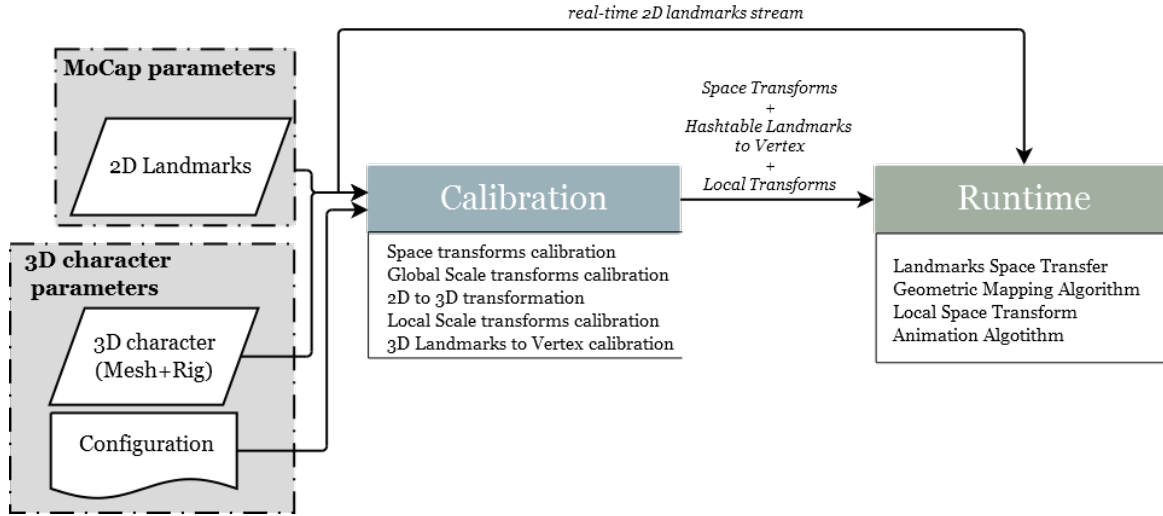 real-time 2D landmarks stream
MoCap parameters
2D Landmarks
3D character
parameters
3D character
(Mesh+Rig)
Configuration
Calibration
Space transforms calibration
Global Scale transforms calibration
2D to 3D transformation
Local Scale transforms calibration
3D Landmarks to Vertex calibration
Space Transforms
+
Hashtable Landmarks
to Vertex
+
Local Transforms
Runtime
Landmarks Space Transfer
Geometric Mapping Algorithm
Local Space Transform
Animation Algotithm